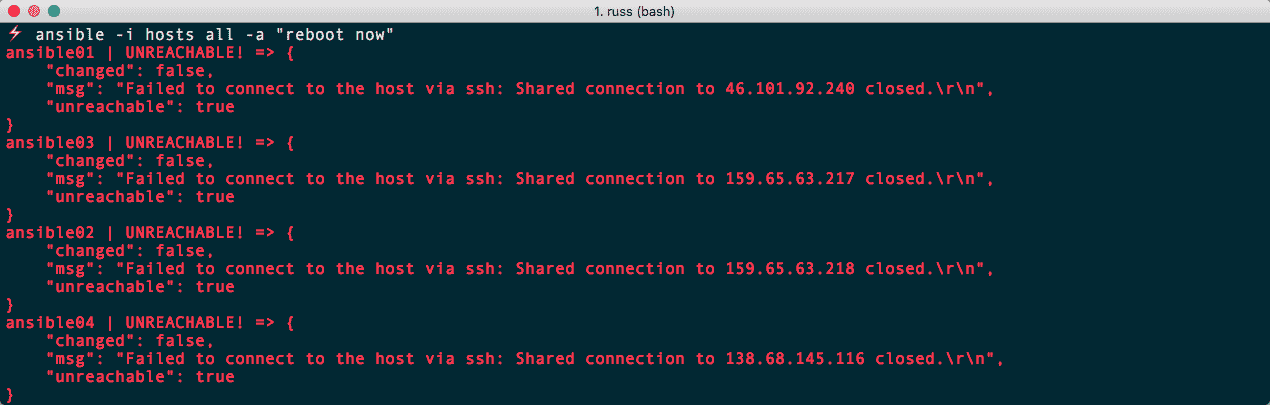 1. russ (bash)
⚡ ansible -i hosts all -a "reboot now"
ansible01 | UNREACHABLE! => {
    "changed": false,
    "msg": "Failed to connect to the host via ssh: Shared connection to 46.101.92.240 closed.\r\n",
    "unreachable": true
}
ansible03 | UNREACHABLE! => {
    "changed": false,
    "msg": "Failed to connect to the host via ssh: Shared connection to 159.65.63.217 closed.\r\n",
    "unreachable": true
}
ansible02 | UNREACHABLE! => {
    "changed": false,
    "msg": "Failed to connect to the host via ssh: Shared connection to 159.65.63.218 closed.\r\n",
    "unreachable": true
}
ansible04 | UNREACHABLE! => {
    "changed": false,
    "msg": "Failed to connect to the host via ssh: Shared connection to 138.68.145.116 closed.\r\n",
    "unreachable": true
}